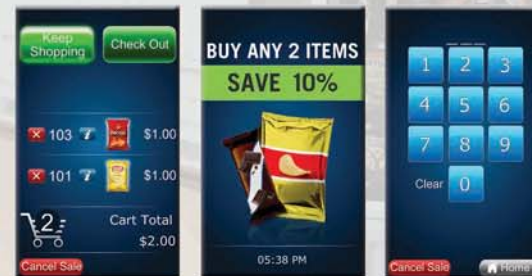 Keep
Shopping
Check Out
103 i $1.00
101 i $1.00
2
Cart Total
$2.00
Cancel Sale
BUY ANY 2 ITEMS
SAVE 10%
05:38 PM
1 2 3
4 5 6
7 8 9
Clear 0
Cancel Sale
Home